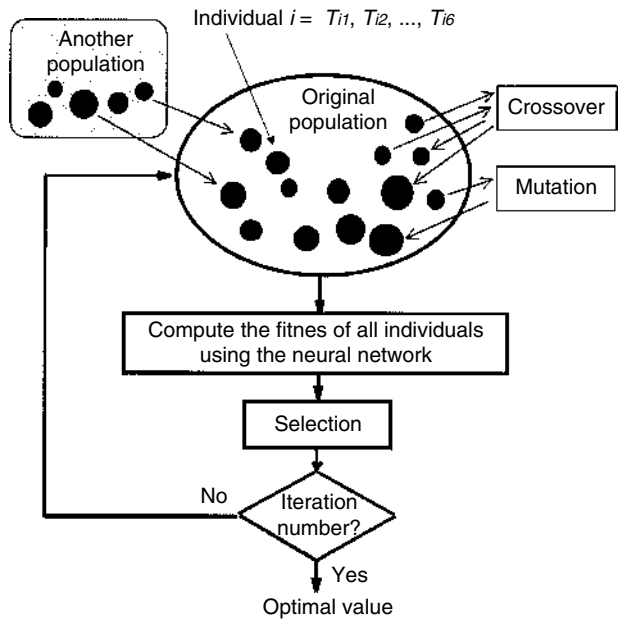 Individual i = Ti1, Ti2, ..., Ti6
Another
population
Original
population
Crossover
Mutation
Compute the fitnes of all individuals
using the neural network
Selection
Iteration
number?
No
Yes
Optimal value